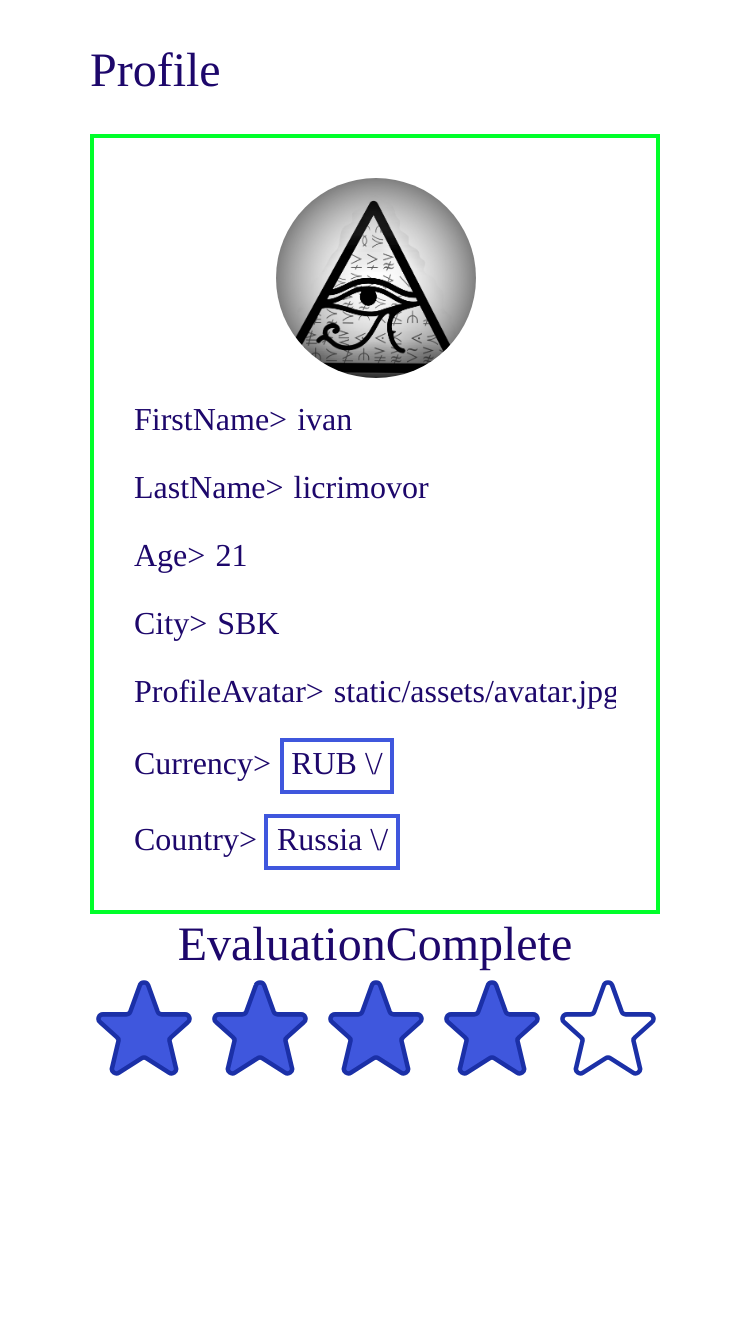 Profile
FirstName> ivan
LastName> licrimovor
Age> 21
City> SBK
ProfileAvatar> static/assets/avatar.jpg
Currency> RUB \/
Country> Russia \/
EvaluationComplete